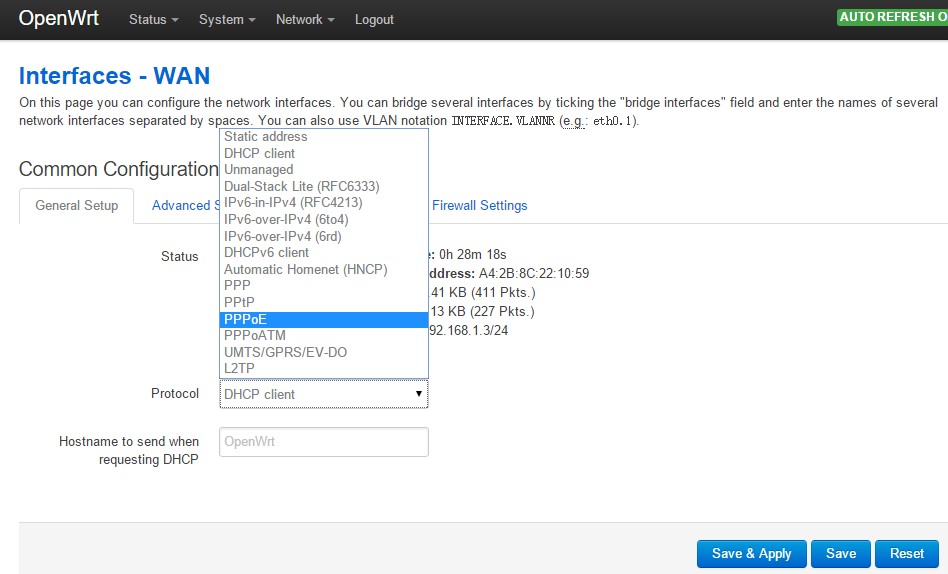 OpenWrt Status System Network Logout AUTO REFRESH O
Interfaces - WAN
On this page you can configure the network interfaces. You can bridge several interfaces by ticking the "bridge interfaces" field and enter the names of several
network interfaces separated by spaces. You can also use VLAN notation INTERFACE.VLANNR (e.g.: eth0.1).
Common Configuration
General Setup Advanced S Firewall Settings
Static address
DHCP client
Unmanaged
Dual-Stack Lite (RFC6333)
IPv6-in-IPv4 (RFC4213)
IPv6-over-IPv4 (6to4)
IPv6-over-IPv4 (6rd)
DHCPv6 client
Automatic Homenet (HNCP)
PPP
PPtP
PPPoE
PPPoATM
UMTS/GPRS/EV-DO
L2TP
Status
e: 0h 28m 18s
ddress: A4:2B:8C:22:10:59
.41 KB (411 Pkts.)
.13 KB (227 Pkts.)
92.168.1.3/24
Protocol DHCP client
Hostname to send when
requesting DHCP
OpenWrt
Save & Apply Save Reset